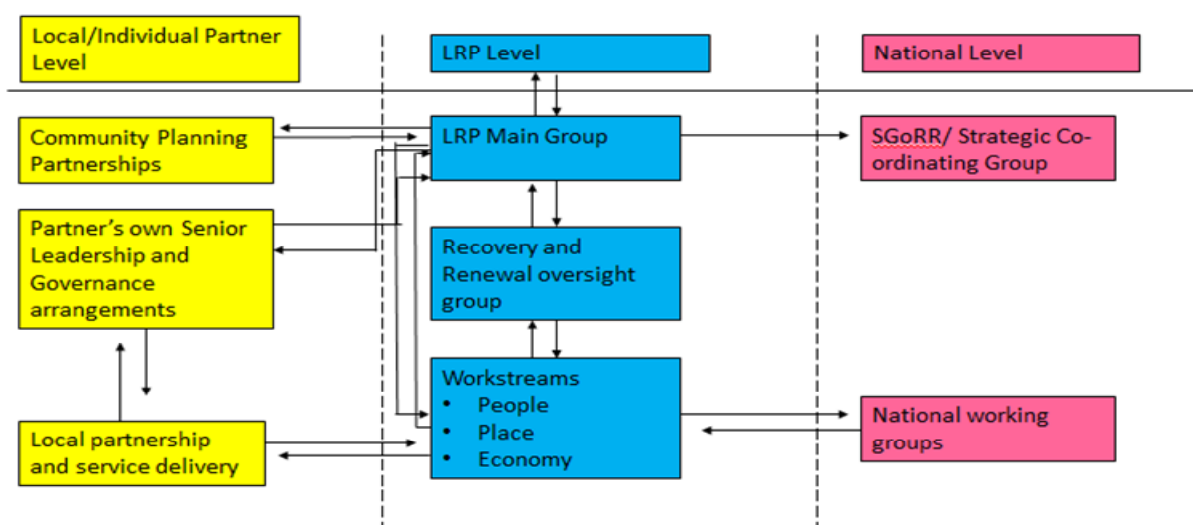 Local/Individual Partner
Level
LRP Level
National Level
Community Planning
Partnerships
LRP Main Group
SGoRR/ Strategic Co-
ordinating Group
Partner's own Senior
Leadership and
Governance
arrangements
Recovery and
Renewal oversight
group
Workstreams
• People
• Place
• Economy
Local partnership
and service delivery
National working
groups